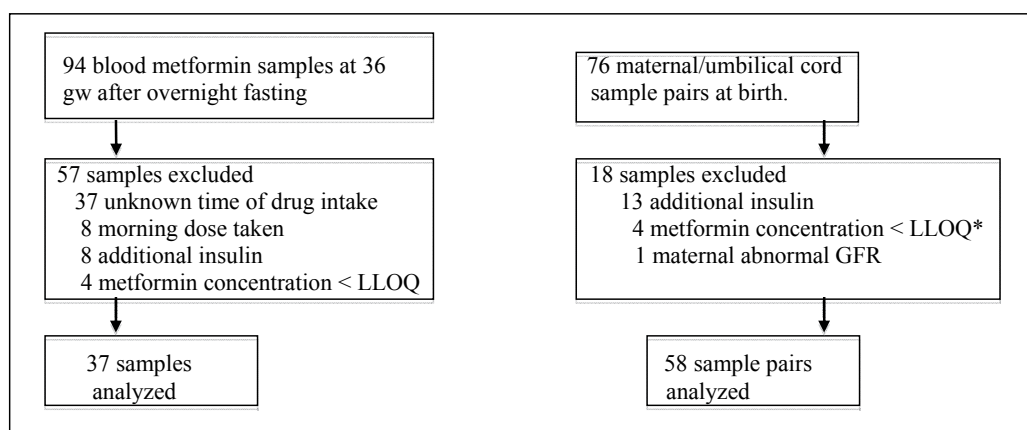 94 blood metformin samples at 36
gw after overnight fasting
57 samples excluded
37 unknown time of drug intake
8 morning dose taken
8 additional insulin
4 metformin concentration < LLOQ
37 samples
analyzed
76 maternal/umbilical cord
sample pairs at birth.
18 samples excluded
13 additional insulin
4 metformin concentration < LLOQ*
1 maternal abnormal GFR
58 sample pairs
analyzed